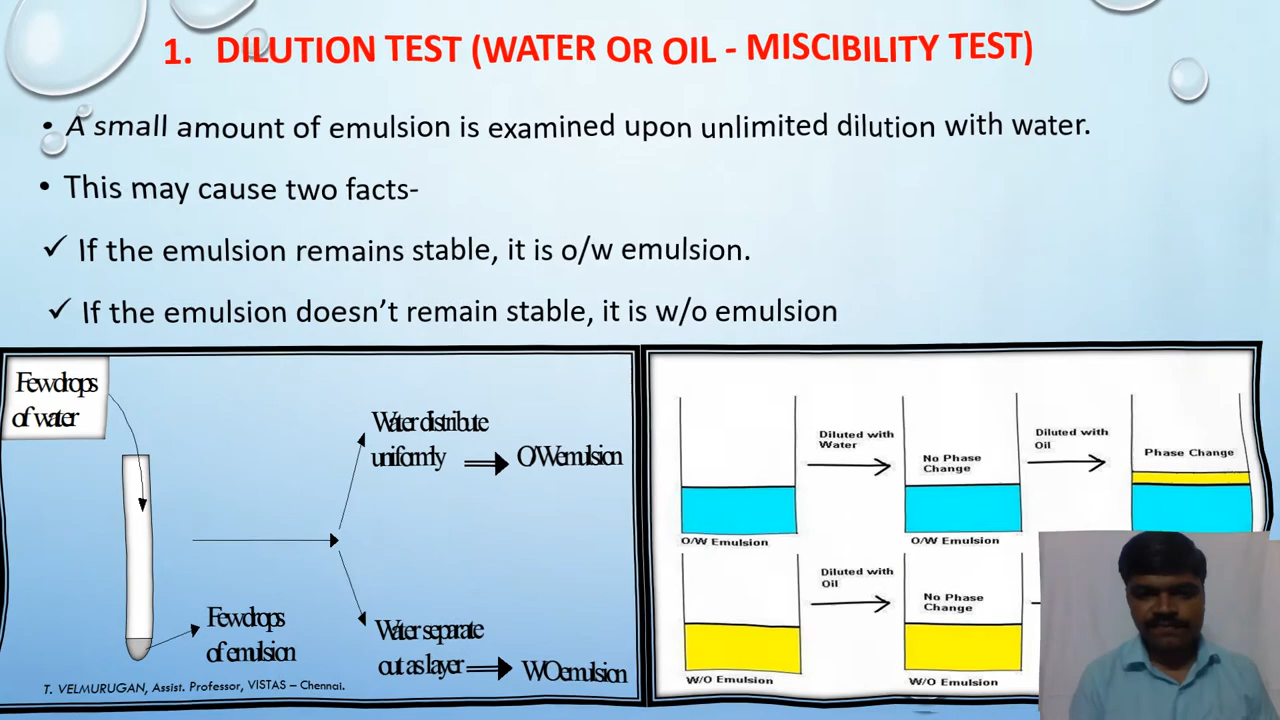 1. DILUTION TEST (WATER OR OIL - MISCIBILITY TEST)
• A small amount of emulsion is examined upon unlimited dilution with water.
• This may cause two facts-
✓ If the emulsion remains stable, it is o/w emulsion.
✓ If the emulsion doesn't remain stable, it is w/o emulsion
Few drops
of water
Water distribute
uniformly
O/W emulsion
Few drops
of emulsion
Water separate
out as layer
W/O emulsion
T. VELMURUGAN, Assist. Professor, VISTAS – Chennai.
Diluted with
Water
No Phase
Change
Diluted with
Oil
Phase Change
O/W Emulsion
O/W Emulsion
Diluted with
Oil
No Phase
Change
W/O Emulsion
W/O Emulsion